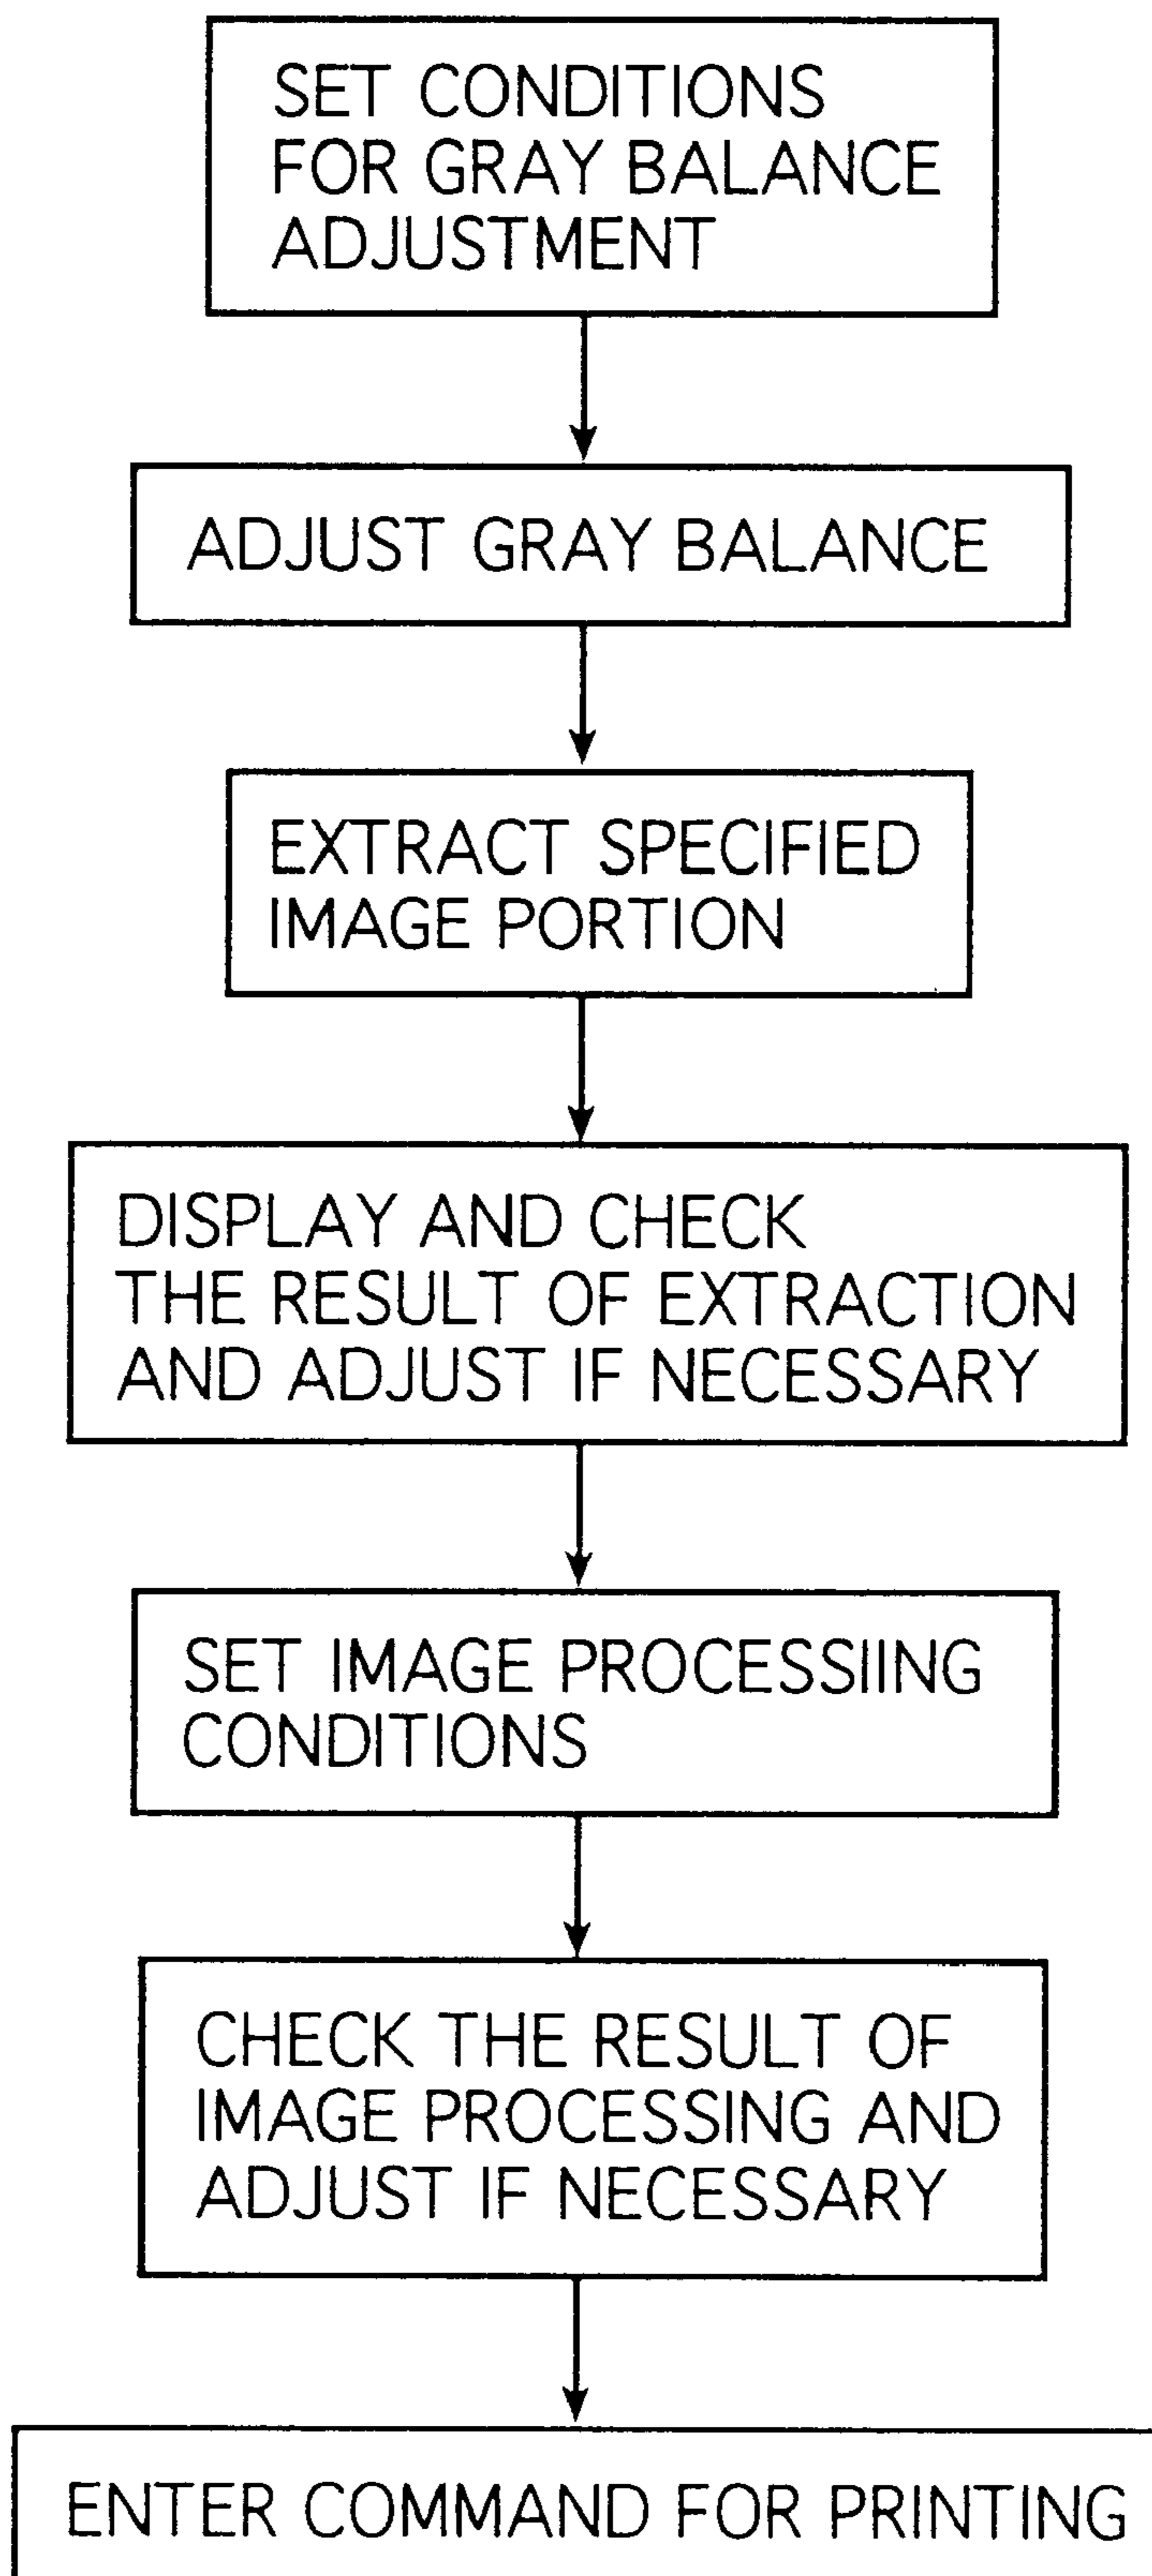 SET CONDITIONS
FOR GRAY BALANCE
ADJUSTMENT
ADJUST GRAY BALANCE
EXTRACT SPECIFIED
IMAGE PORTION
DISPLAY AND CHECK
THE RESULT OF EXTRACTION
AND ADJUST IF NECESSARY
SET IMAGE PROCESSIING
CONDITIONS
CHECK THE RESULT OF
IMAGE PROCESSING AND
ADJUST IF NECESSARY
ENTER COMMAND FOR PRINTING